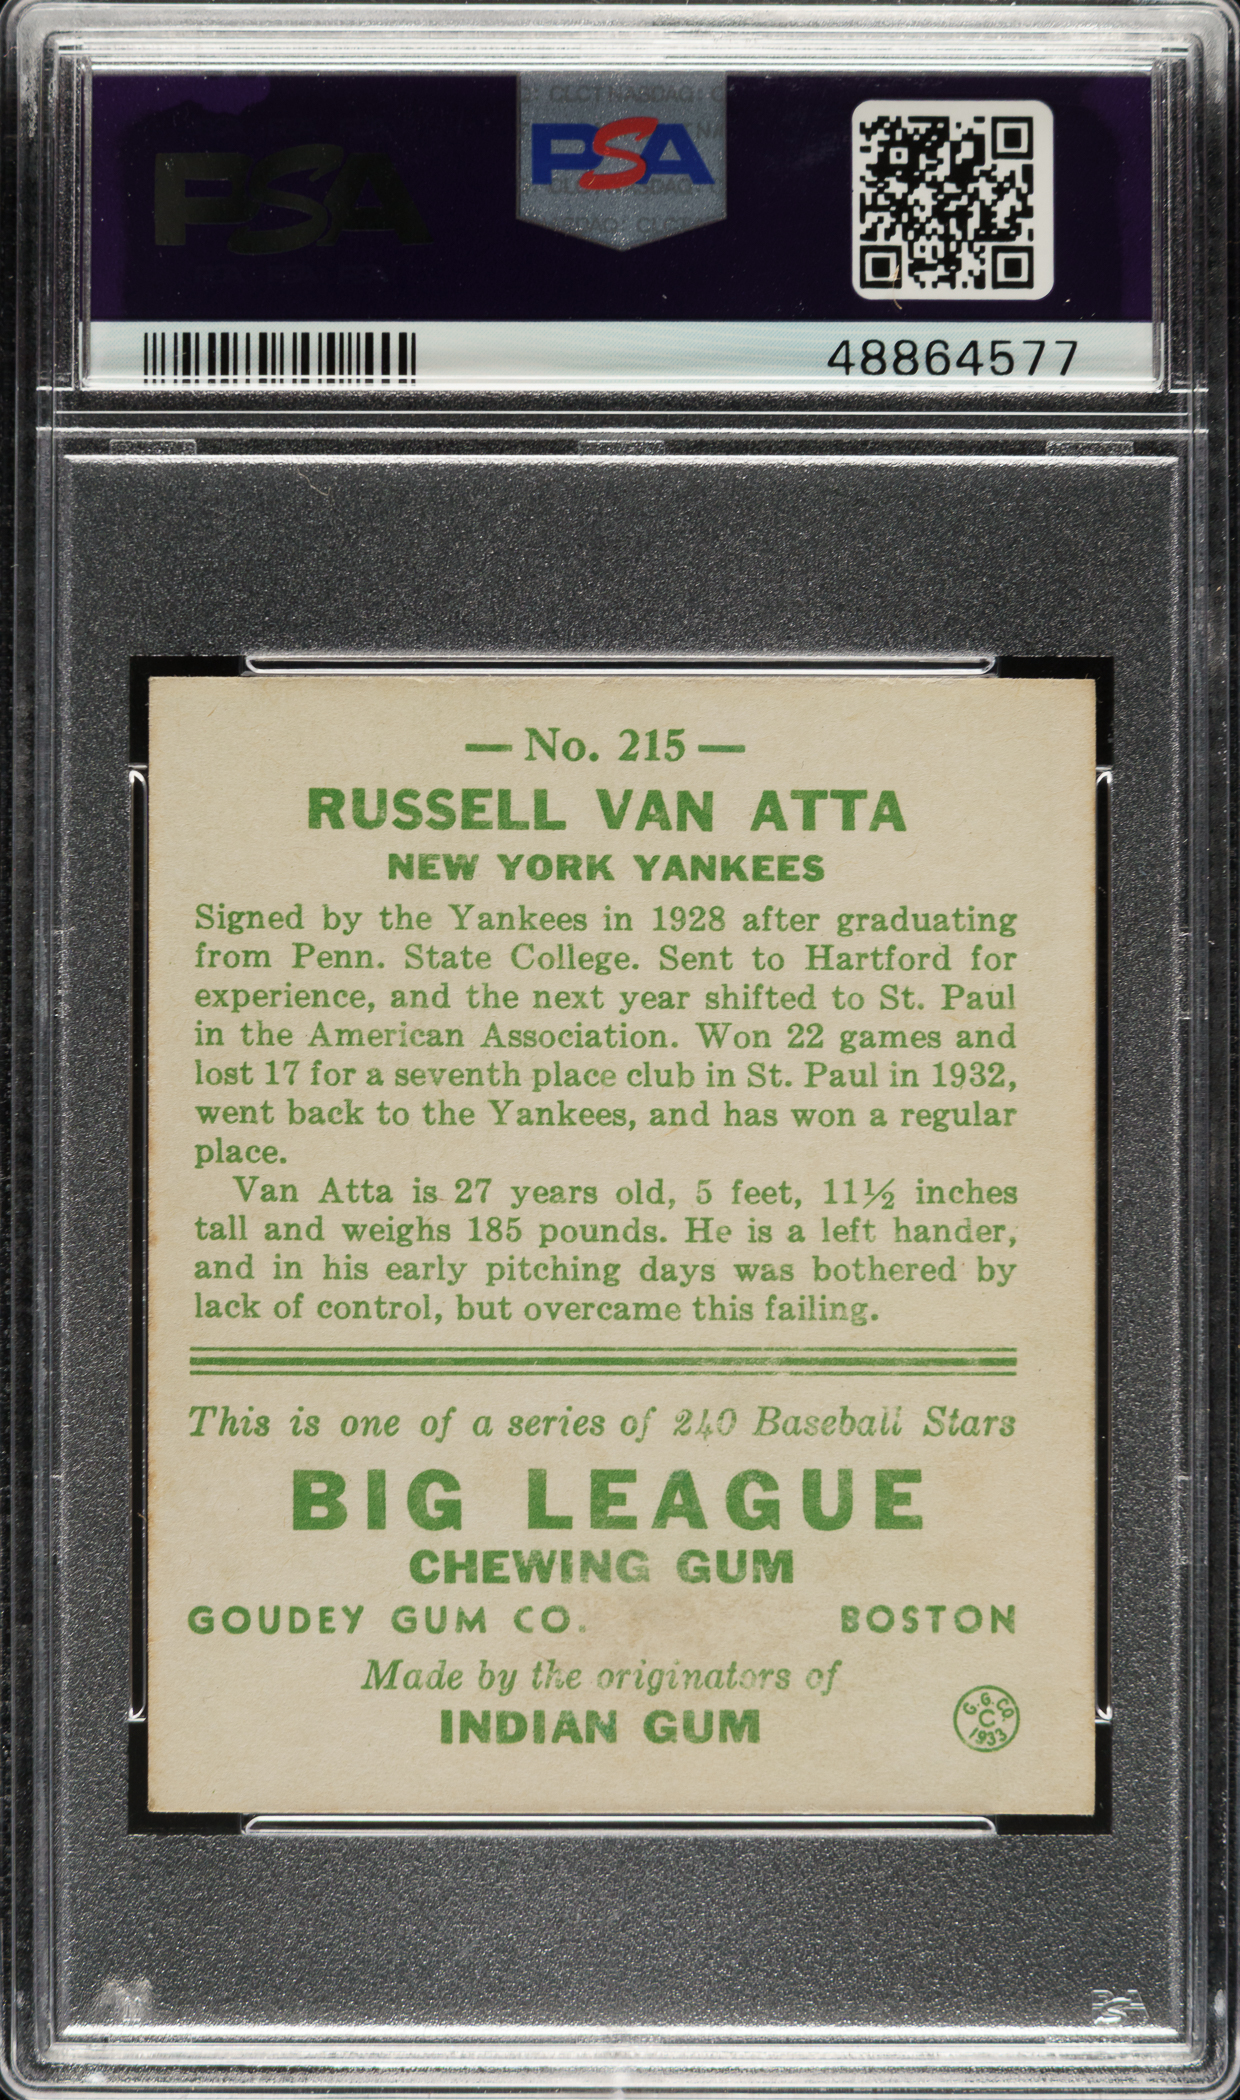 PSA
CLCT NASDAQ: C
PSA
48864577
— No. 215 —
RUSSELL VAN ATTA
NEW YORK YANKEES
Signed by the Yankees in 1928 after graduating
from Penn. State College. Sent to Hartford for
experience, and the next year shifted to St. Paul
in the American Association. Won 22 games and
lost 17 for a seventh place club in St. Paul in 1932,
went back to the Yankees, and has won a regular
place.
Van Atta is 27 years old, 5 feet, 11½ inches
tall and weighs 185 pounds. He is a left hander,
and in his early pitching days was bothered by
lack of control, but overcame this failing.
This is one of a series of 240 Baseball Stars
BIG LEAGUE
CHEWING GUM
GOUDEY GUM CO. BOSTON
Made by the originators of
INDIAN GUM
G. G. CO.
C
1933
PSA